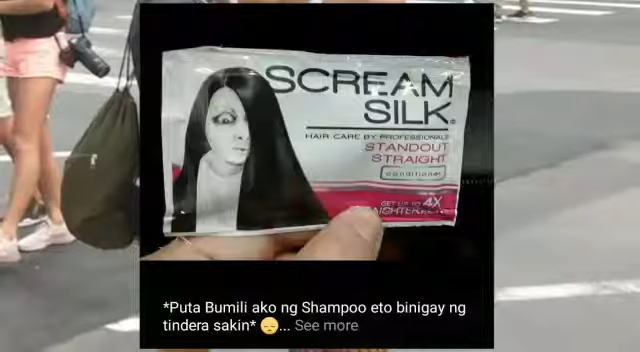 SCREAM
SILK®
HAIR CARE BY PROFESSIONALS
STANDOUT
STRAIGHT
conditioner
GET UP TO 4X
*Puta Bumili ako ng Shampoo eto binigay ng
tindera sakin* 😔... See more